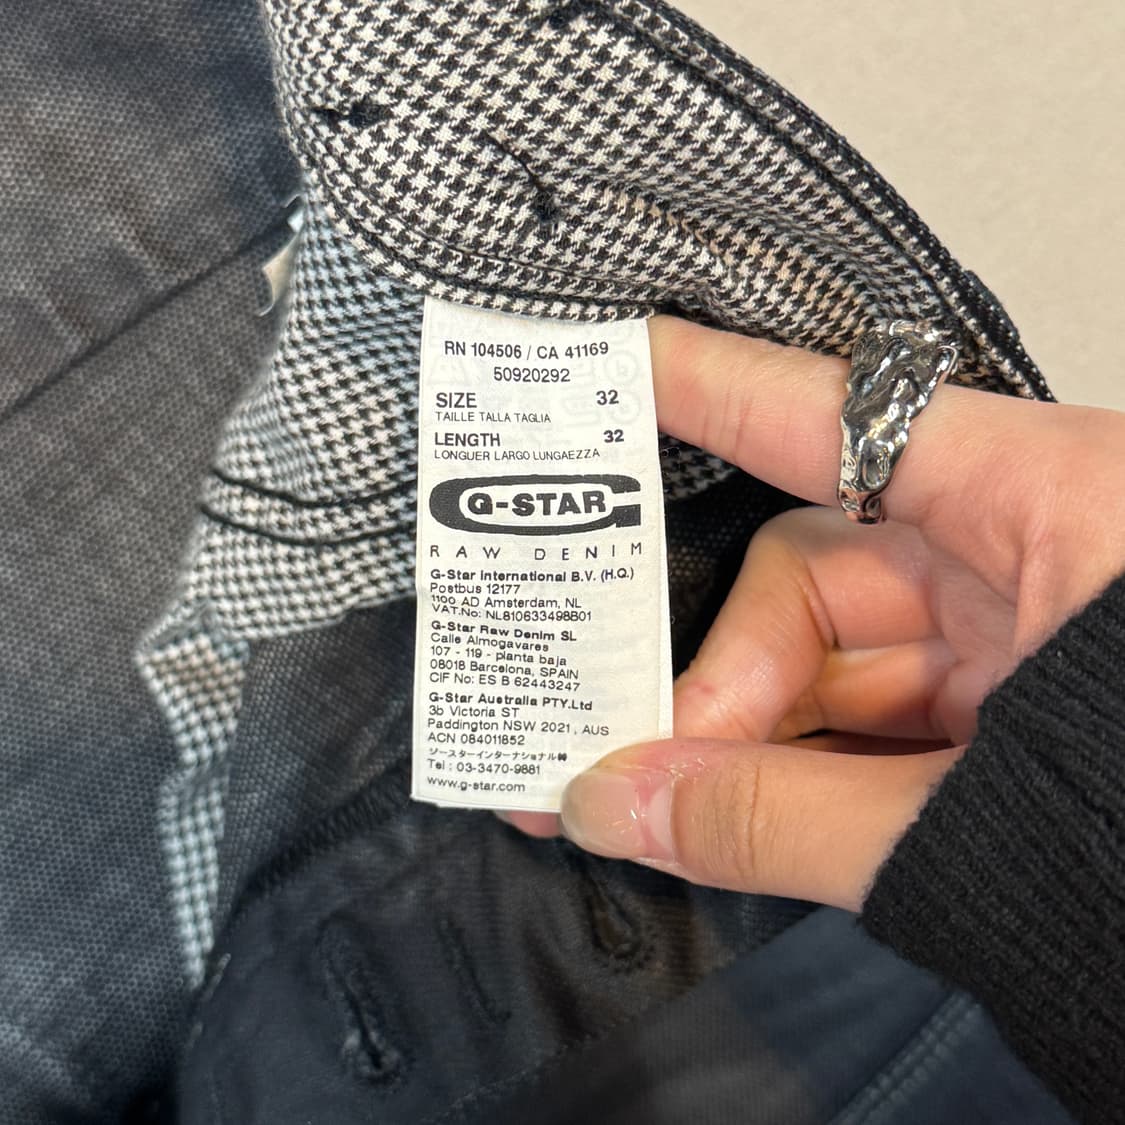 RN 104506 / CA 41169
50920292
SIZE 32
TAILLE TALLA TAGLIA
LENGTH 32
LONGUER LARGO LUNGAEZZA
G-STAR
RAW DENIM
G-Star International B.V. (H.Q.)
Postbus 12177
1100 AD Amsterdam, NL
VAT.No: NL810633498B01
G-Star Raw Denim SL
Calle Almogavares
107 - 119 - planta baja
08018 Barcelona, SPAIN
CIF No: ES B 62443247
G-Star Australia PTY.Ltd
3b Victoria ST
Paddington NSW 2021, AUS
ACN 084011852
ジースターインターナショナル㈱
Tel : 03-3470-9881
www.g-star.com